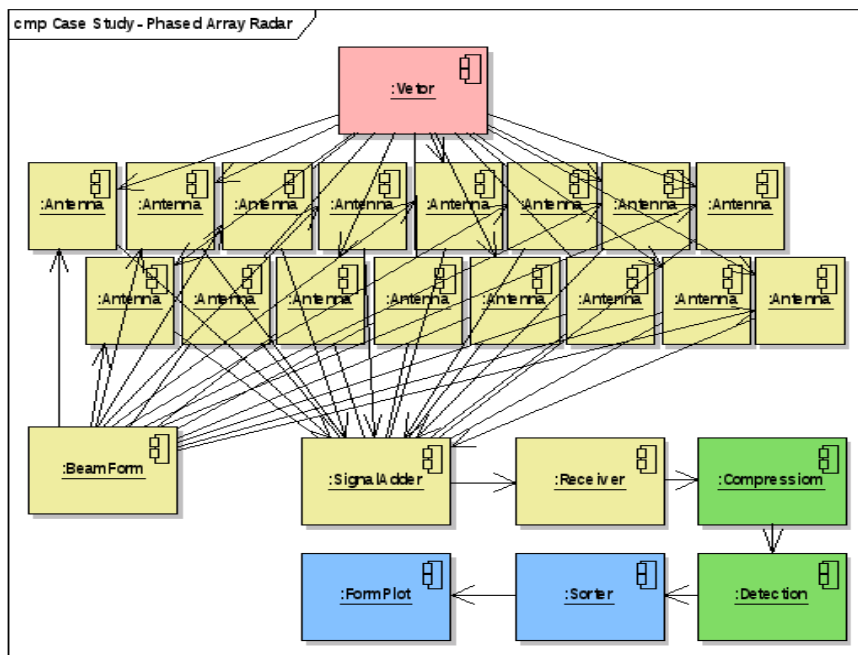 cmp Case Study - Phased Array Radar
:Vetor
:Antenna :Antenna :Antenna :Antenna :Antenna :Antenna :Antenna :Antenna
:Antenna :Antenna :Antenna :Antenna :Antenna :Antenna :Antenna :Antenna
:BeamForm :SignalAdder :Receiver :Compressiom
:FormPlot :Sorter :Detection